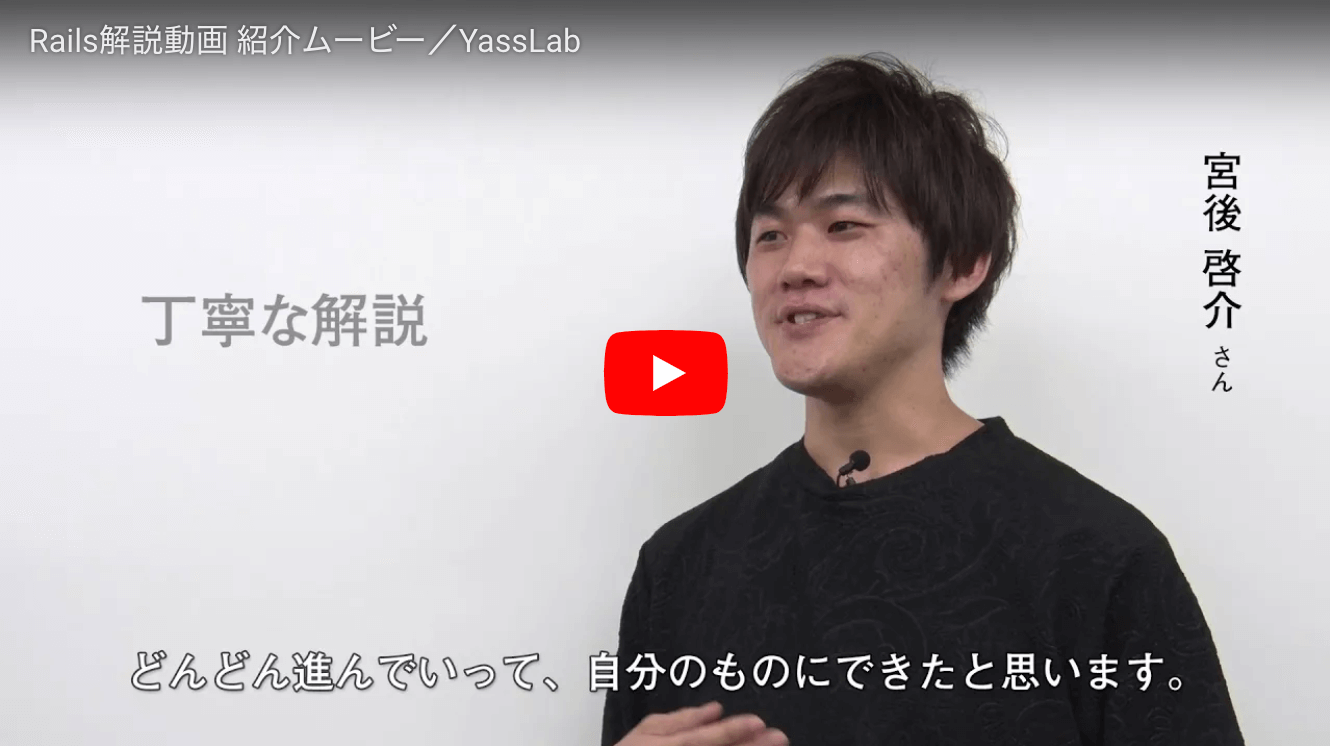 Rails解説動画 紹介ムービー／YassLab
宮後 啓介 さん
丁寧な解説
どんどん進んでいって、自分のものにできたと思います。